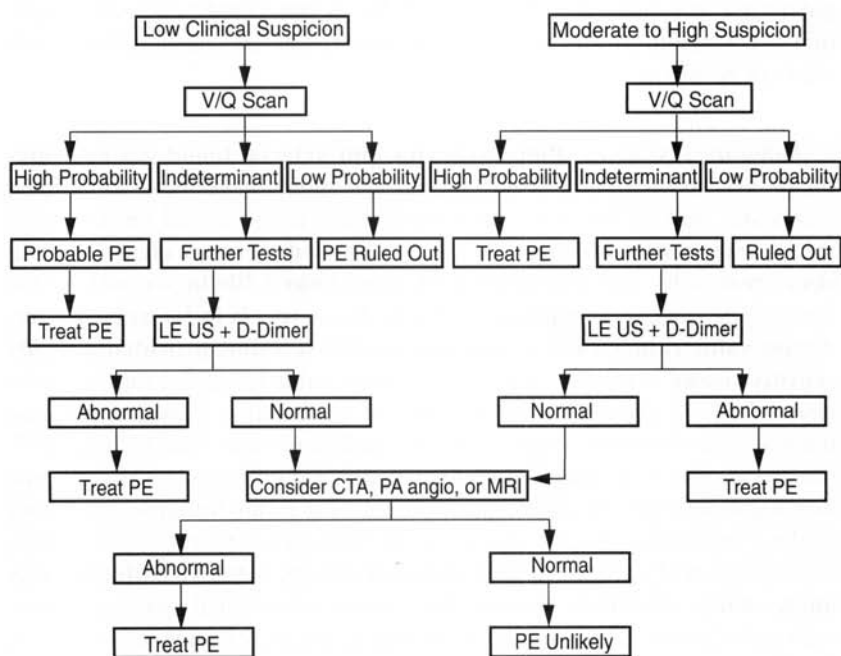 Low Clinical Suspicion
Moderate to High Suspicion
V/Q Scan
V/Q Scan
High Probability
Indeterminant
Low Probability
High Probability
Indeterminant
Low Probability
Probable PE
Further Tests
PE Ruled Out
Treat PE
Further Tests
Ruled Out
Treat PE
LE US + D-Dimer
LE US + D-Dimer
Abnormal
Normal
Normal
Abnormal
Treat PE
Consider CTA, PA angio, or MRI
Treat PE
Abnormal
Normal
Treat PE
PE Unlikely